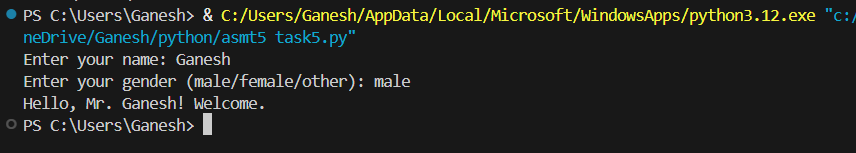 PS C:\Users\Ganesh> & C:/Users/Ganesh/AppData/Local/Microsoft/WindowsApps/python3.12.exe "c:/
neDrive/Ganesh/python/asmt5 task5.py"
Enter your name: Ganesh
Enter your gender (male/female/other): male
Hello, Mr. Ganesh! Welcome.
PS C:\Users\Ganesh>